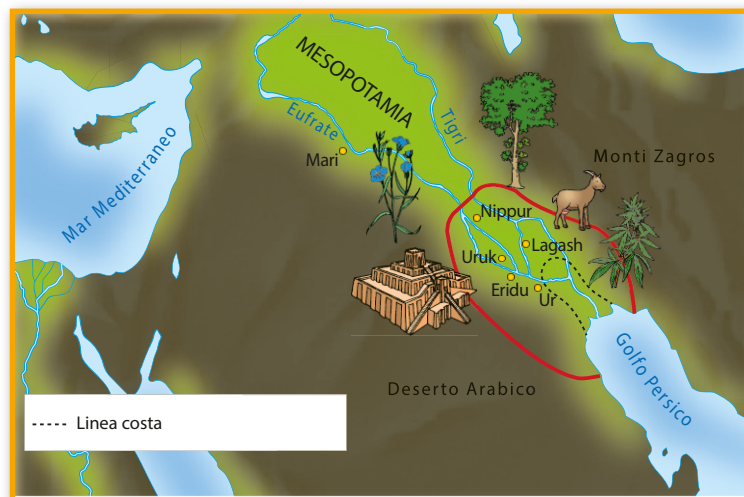 MESOPOTAMIA
Eufrate
Tigri
Mari
Mar Mediterraneo
Monti Zagros
Nippur
Lagash
Uruk
Eridu
Ur
Golfo Persico
Deserto Arabico
Linea costa